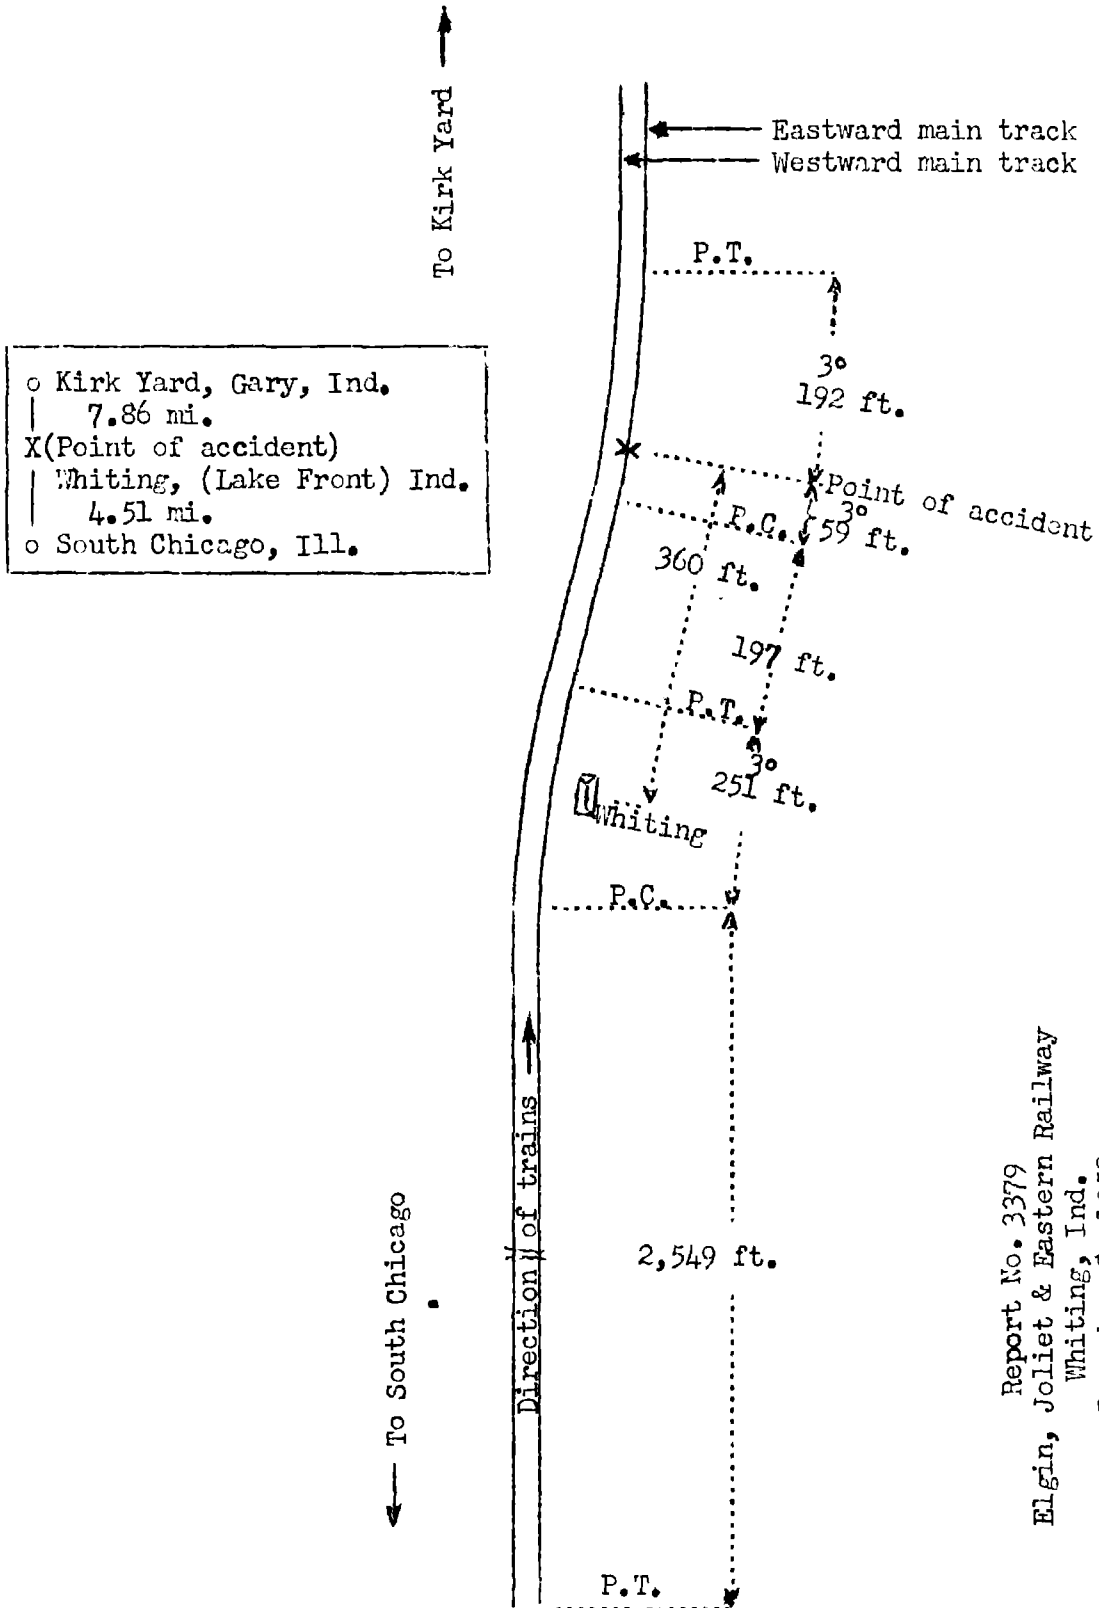 To Kirk Yard
Eastward main track
Westward main track
P.T.
3°
192 ft.
o Kirk Yard, Gary, Ind.
7.86 mi.
X(Point of accident)
Whiting, (Lake Front) Ind.
4.51 mi.
o South Chicago, Ill.
Point of accident
3°
59 ft.
P.C.
360 ft.
197 ft.
P.T.
3°
251 ft.
Whiting
P.C.
Direction of trains
2,549 ft.
To South Chicago
P.T.
Report No. 3379
Elgin, Joliet & Eastern Railway
Whiting, Ind.